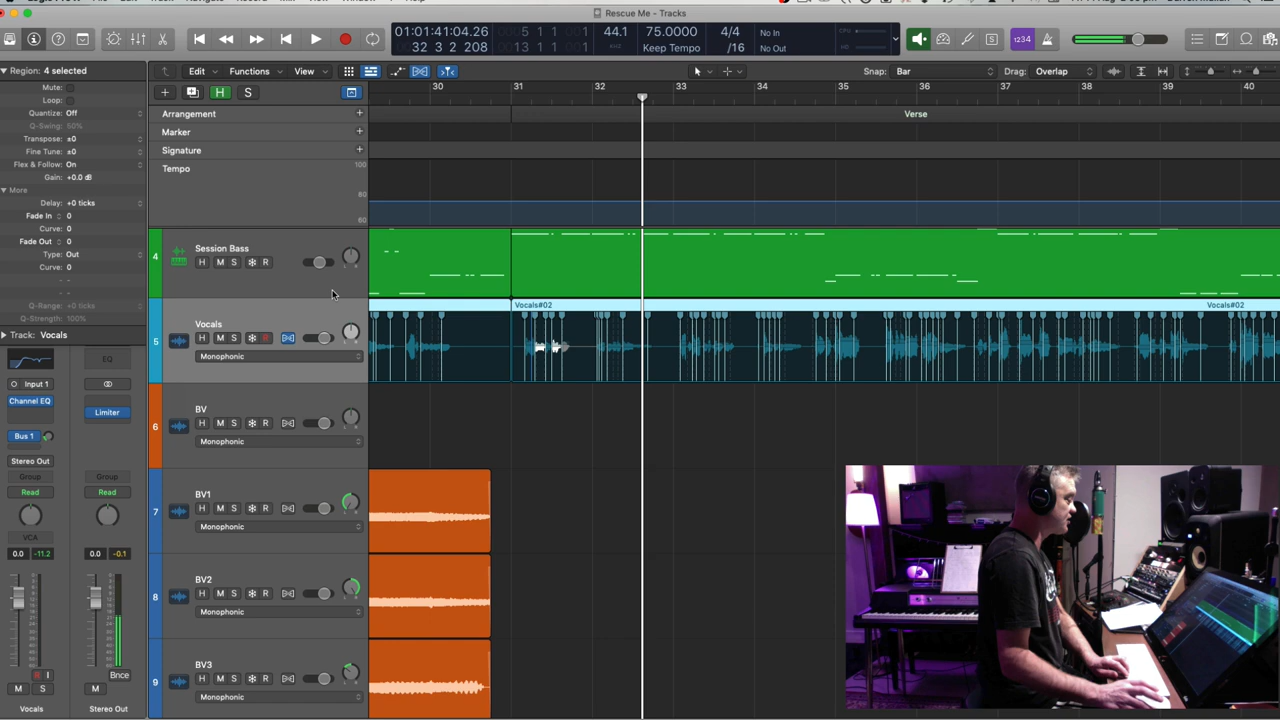 Rescue Me - Tracks
01:01:41:04.26
32 3 2 208
5 1 1 1
13 1 1 1
44.1
KHZ
75.0000
Keep Tempo
4/4
/16
No In
No Out
CPU
HD
1234
Region: 4 selected
Edit
Functions
View
Snap: Bar
Drag: Overlap
Mute:
Loop:
Quantize: Off
Q-Swing: 50%
Transpose: ±0
Fine Tune: ±0
Flex & Follow: On
Gain: +0.0 dB
More
Delay: +0 ticks
Fade In 0
Curve: 0
Fade Out 0
Type: Out
Curve: 0
Q-Range: +0 ticks
Q-Strength: 100%
Track: Vocals
H
S
30 31 32 33 34 35 36 37 38 39 40
Arrangement
Verse
Marker
Signature
Tempo
100
80
60
4
Session Bass
H M S R
Vocals#02
Vocals#02
5
Vocals
H M S R
Monophonic
6
BV
H M S R
Monophonic
7
BV1
H M S R
Monophonic
8
BV2
H M S R
Monophonic
9
BV3
H M S R
Monophonic
EQ
Input 1
Channel EQ
Limiter
Bus 1
Stereo Out
Group
Group
Read
Read
VCA
0.0 -11.2
0.0 -0.1
R I
Bnce
M S
M
Vocals
Stereo Out